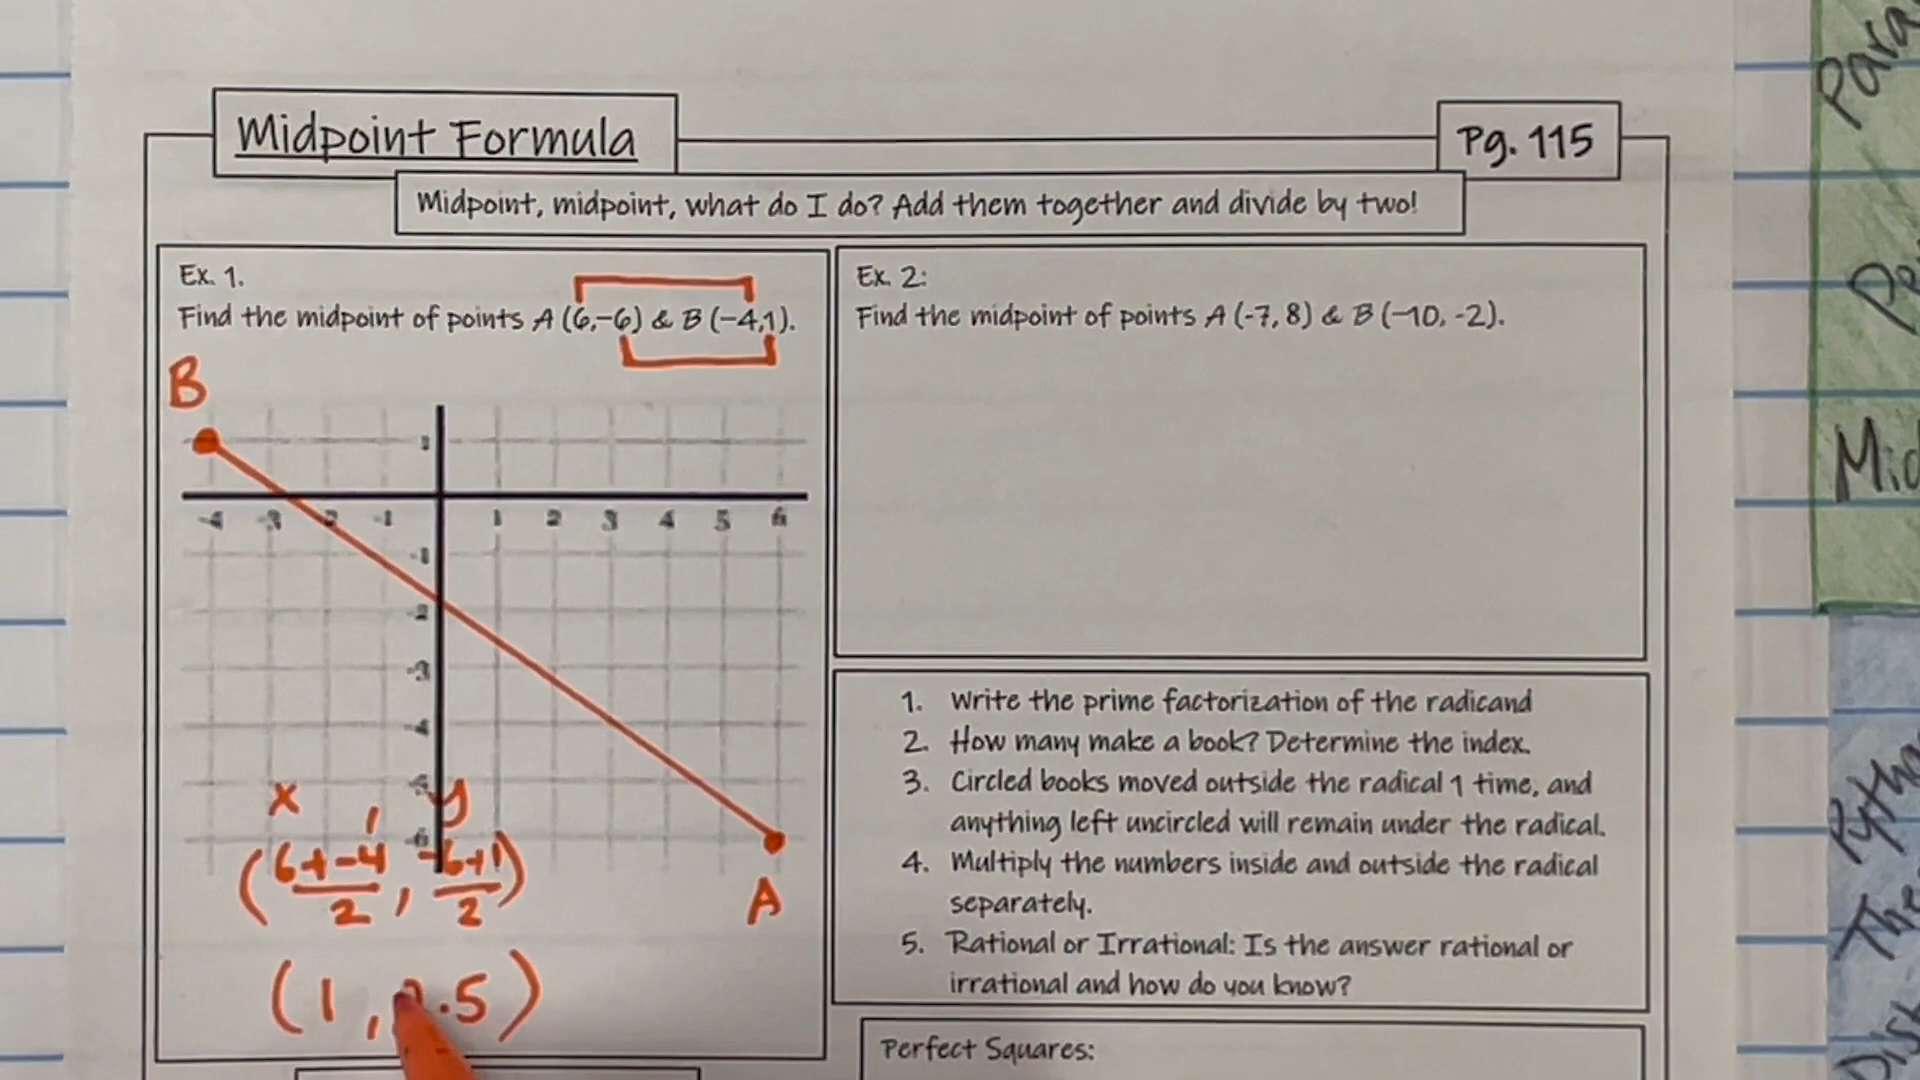 Midpoint Formula
Pg. 115
Midpoint, midpoint, what do I do? Add them together and divide by two!
Ex. 1.
Find the midpoint of points A (6,-6) & B (-4,1).
B
1
-4 -3 -2 -1 1 2 3 4 5 6
-1
-2
-3
-4
-5
-6
x y
(6+-4/2, -6+1/2)
A
(1, .5)
Ex. 2:
Find the midpoint of points A (-7, 8) & B (-10, -2).
1. Write the prime factorization of the radicand
2. How many make a book? Determine the index.
3. Circled books moved outside the radical 1 time, and
anything left uncircled will remain under the radical.
4. Multiply the numbers inside and outside the radical
separately.
5. Rational or Irrational: Is the answer rational or
irrational and how do you know?
Perfect Squares: